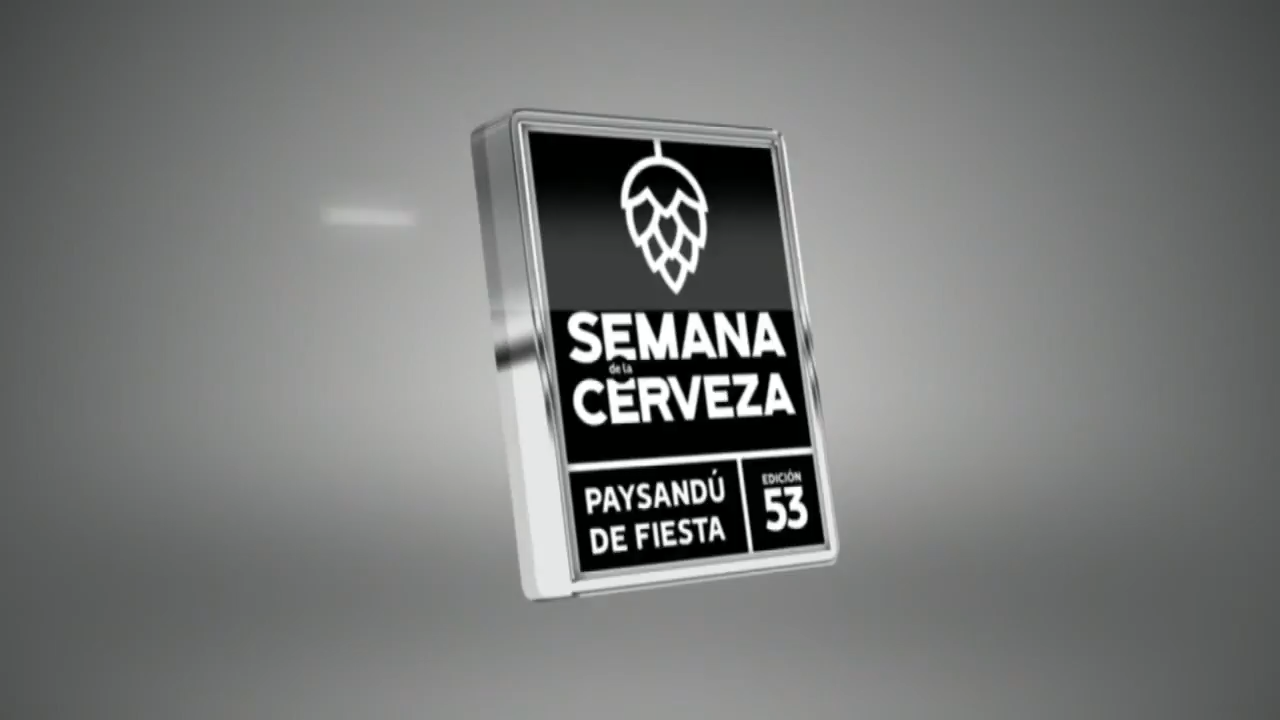 SEMANA
de la
CERVEZA
PAYSANDÚ
DE FIESTA
EDICIÓN
53